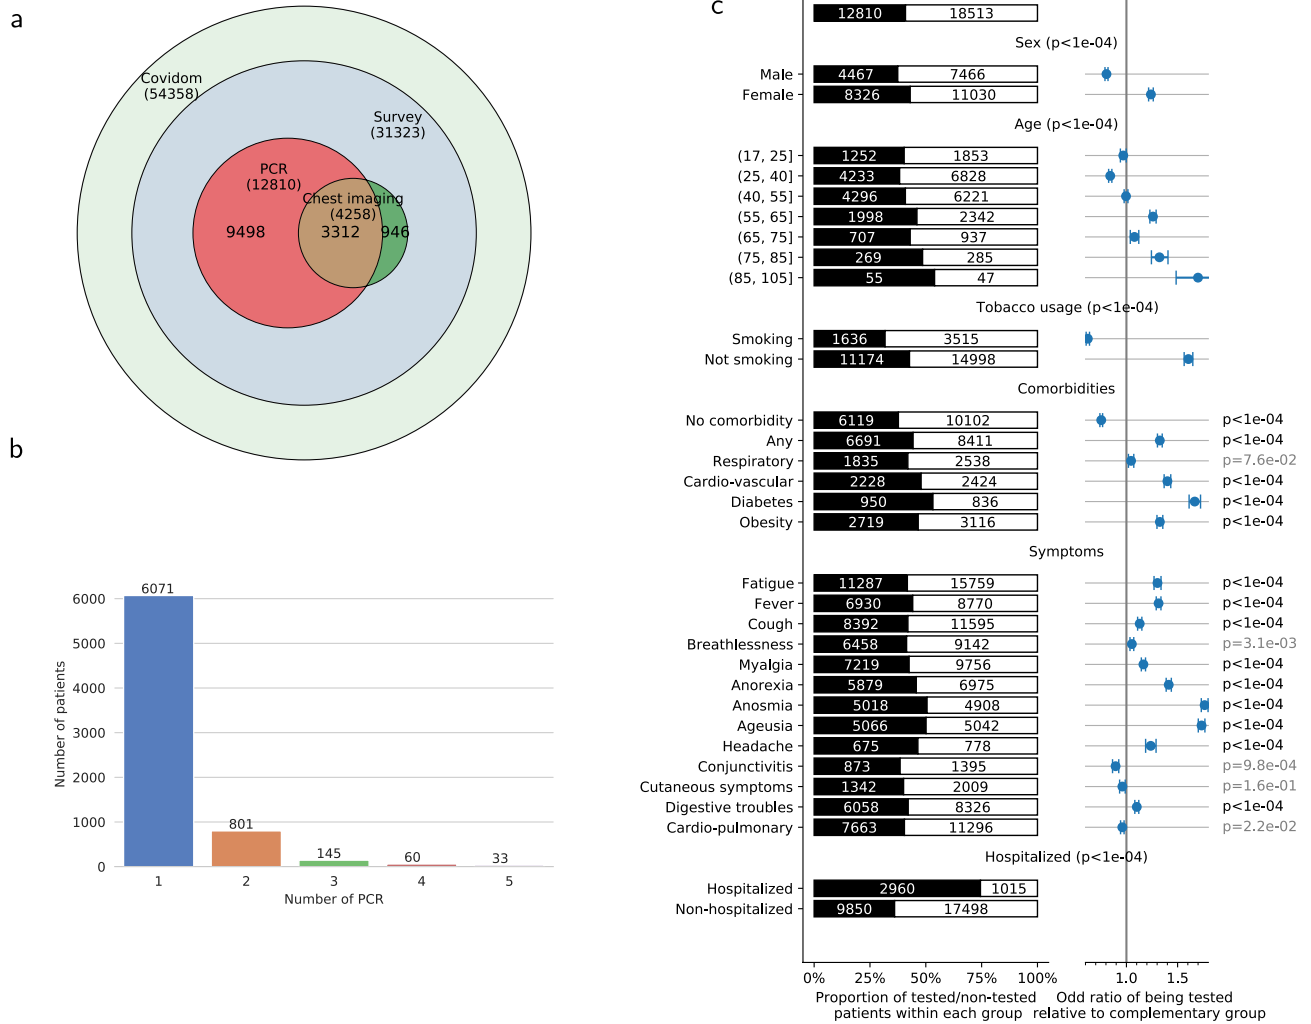 a
Covidom
(54358)
Survey
(31323)
PCR
(12810)
Chest imaging
(4258)
9498
3312
946
b
Number of patients
6000
5000
4000
3000
2000
1000
0
6071
801
145
60
33
1 2 3 4 5
Number of PCR
c
12810 18513
Sex (p<1e-04)
Male 4467 7466
Female 8326 11030
Age (p<1e-04)
(17, 25] 1252 1853
(25, 40] 4233 6828
(40, 55] 4296 6221
(55, 65] 1998 2342
(65, 75] 707 937
(75, 85] 269 285
(85, 105] 55 47
Tobacco usage (p<1e-04)
Smoking 1636 3515
Not smoking 11174 14998
Comorbidities
No comorbidity 6119 10102 p<1e-04
Any 6691 8411 p<1e-04
Respiratory 1835 2538 p=7.6e-02
Cardio-vascular 2228 2424 p<1e-04
Diabetes 950 836 p<1e-04
Obesity 2719 3116 p<1e-04
Symptoms
Fatigue 11287 15759 p<1e-04
Fever 6930 8770 p<1e-04
Cough 8392 11595 p<1e-04
Breathlessness 6458 9142 p=3.1e-03
Myalgia 7219 9756 p<1e-04
Anorexia 5879 6975 p<1e-04
Anosmia 5018 4908 p<1e-04
Ageusia 5066 5042 p<1e-04
Headache 675 778 p<1e-04
Conjunctivitis 873 1395 p=9.8e-04
Cutaneous symptoms 1342 2009 p=1.6e-01
Digestive troubles 6058 8326 p<1e-04
Cardio-pulmonary 7663 11296 p=2.2e-02
Hospitalized (p<1e-04)
Hospitalized 2960 1015
Non-hospitalized 9850 17498
0% 25% 50% 75% 100%
Proportion of tested/non-tested
patients within each group
1.0 1.5
Odd ratio of being tested
relative to complementary group